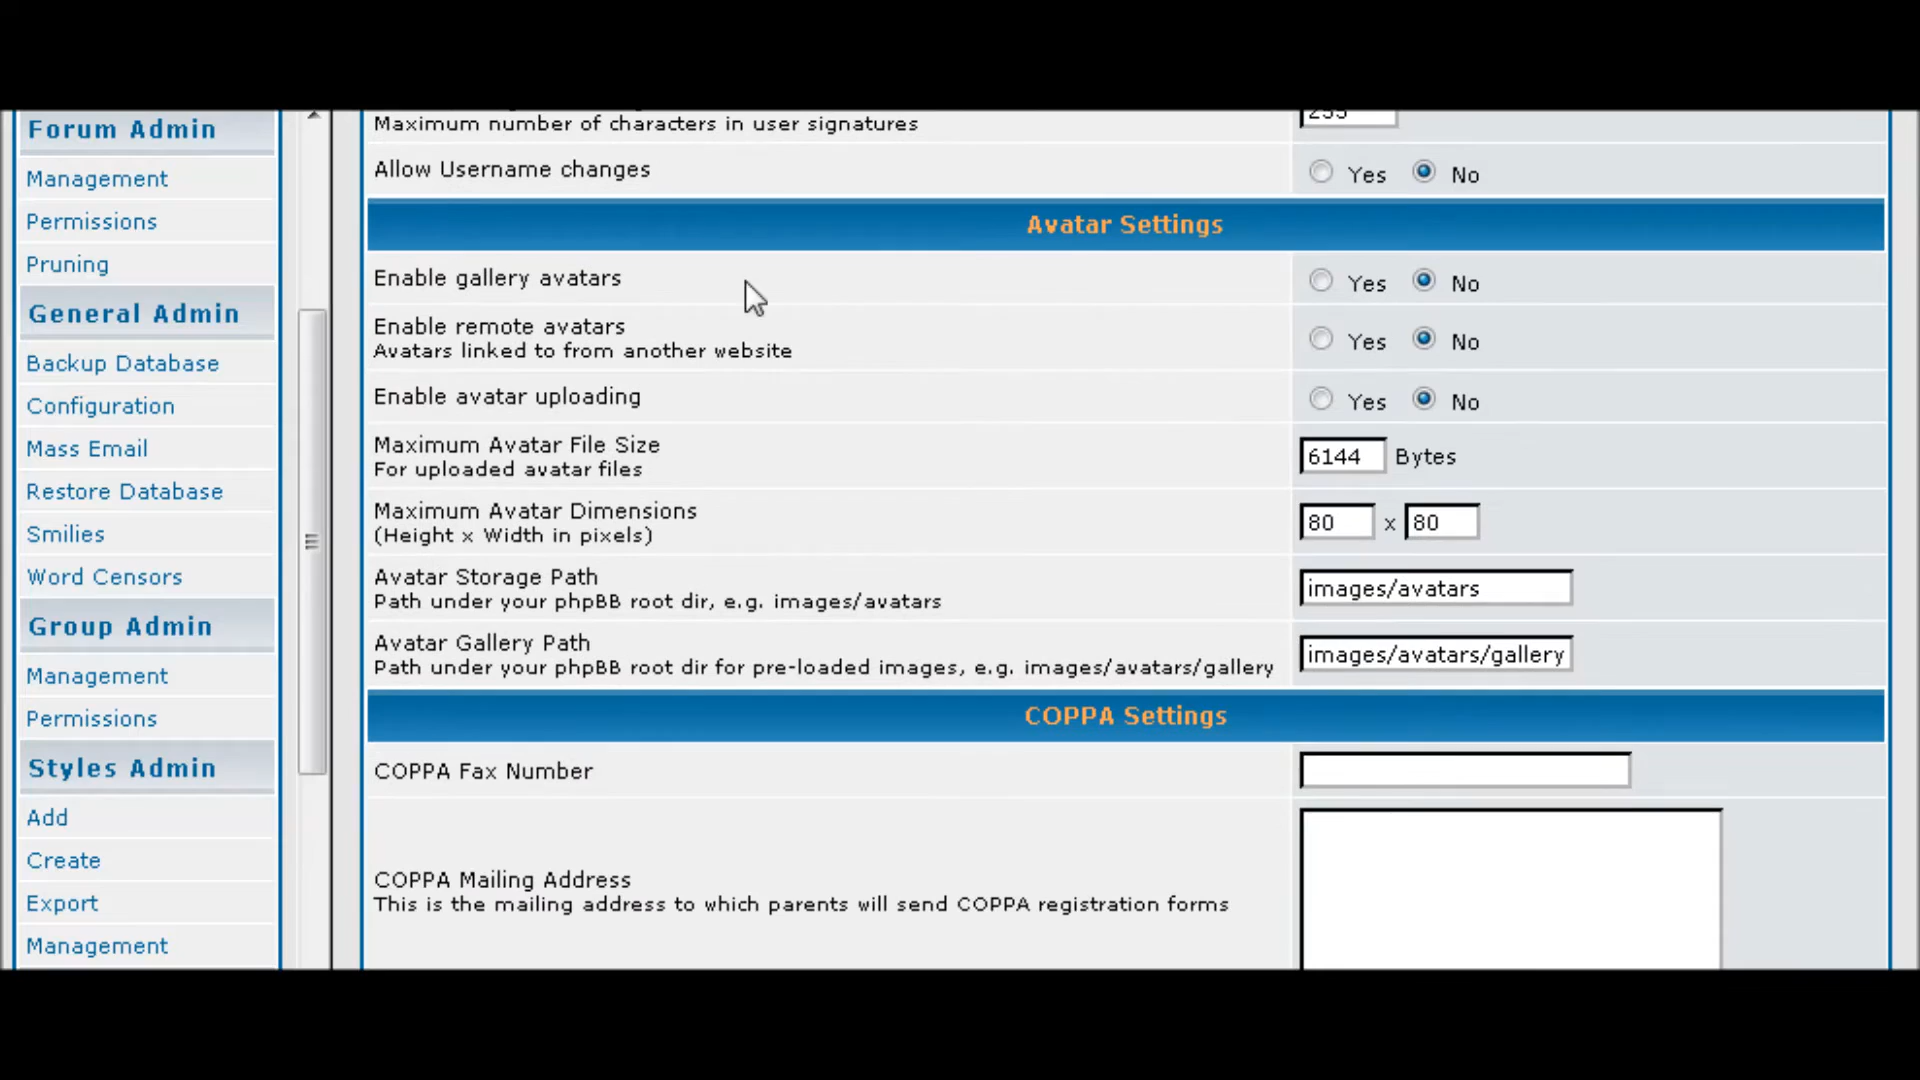 Forum Admin
Management
Permissions
Pruning
General Admin
Backup Database
Configuration
Mass Email
Restore Database
Smilies
Word Censors
Group Admin
Management
Permissions
Styles Admin
Add
Create
Export
Management
Maximum number of characters in user signatures
255
Allow Username changes
Yes No
Avatar Settings
Enable gallery avatars
Yes No
Enable remote avatars
Avatars linked to from another website
Yes No
Enable avatar uploading
Yes No
Maximum Avatar File Size
For uploaded avatar files
6144 Bytes
Maximum Avatar Dimensions
(Height x Width in pixels)
80 x 80
Avatar Storage Path
Path under your phpBB root dir, e.g. images/avatars
images/avatars
Avatar Gallery Path
Path under your phpBB root dir for pre-loaded images, e.g. images/avatars/gallery
images/avatars/gallery
COPPA Settings
COPPA Fax Number
COPPA Mailing Address
This is the mailing address to which parents will send COPPA registration forms